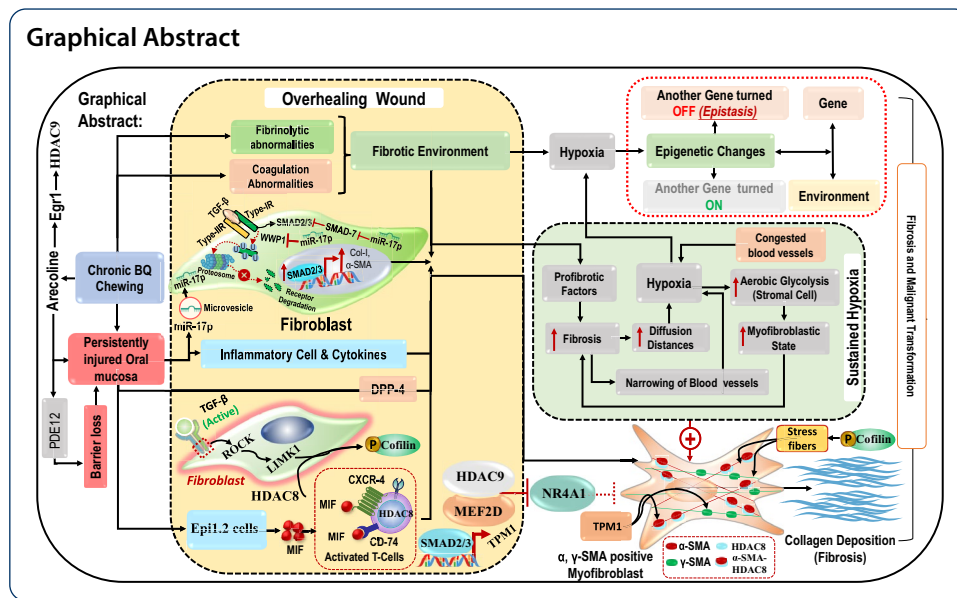 Graphical Abstract
Graphical
Abstract:
HDAC9
Egr1
Arecoline
Chronic BQ
Chewing
Persistently
injured Oral
mucosa
PDE12
Barrier loss
Overhealing Wound
Fibrinolytic
abnormalities
Coagulation
Abnormalities
Fibrotic Environment
TGF-β
Type-IR
Type-IIR
SMAD2/3
SMAD-7
miR-17p
WWP1
miR-17p
Proteosome
Receptor
Degradation
SMAD2/3
Col-I,
α-SMA
miR-17p
Microvesicle
miR-17p
Fibroblast
Inflammatory Cell & Cytokines
DPP-4
TGF-β
(Active)
ROCK
LIMK1
Fibroblast
HDAC8
P
Cofilin
Epi1.2 cells
MIF
CXCR-4
MIF
HDAC8
MIF
CD-74
Activated T-Cells
HDAC9
MEF2D
SMAD2/3
TPM1
NR4A1
Hypoxia
Another Gene turned
OFF (Epistasis)
Gene
Epigenetic Changes
Another Gene turned
ON
Environment
Congested
blood vessels
Profibrotic
Factors
Hypoxia
Aerobic Glycolysis
(Stromal Cell)
Fibrosis
Diffusion
Distances
Myofibroblastic
State
Narrowing of Blood vessels
Sustained Hypoxia
Fibrosis and Malignant Transformation
+
Stress
fibers
P
Cofilin
TPM1
α, γ-SMA positive
Myofibroblast
α-SMA
HDAC8
γ-SMA
α-SMA-
HDAC8
Collagen Deposition
(Fibrosis)